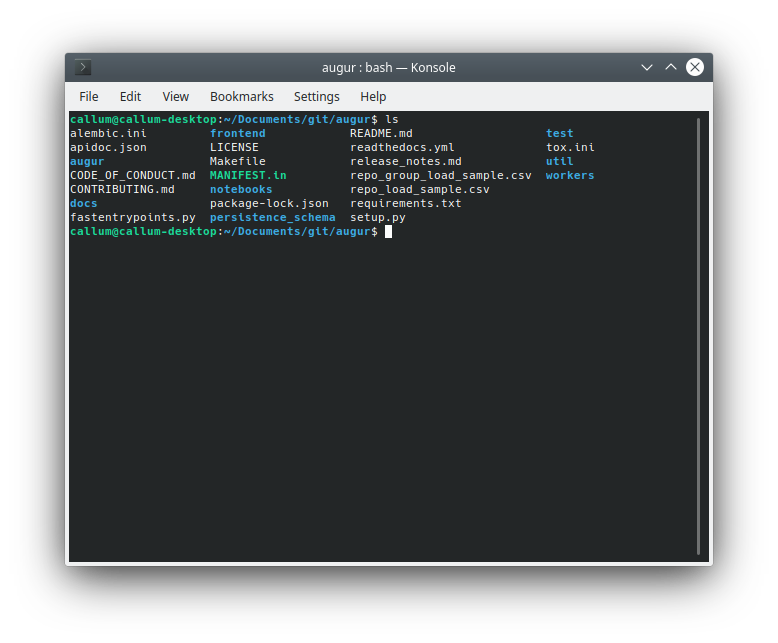 augur : bash — Konsole
File Edit View Bookmarks Settings Help
callum@callum-desktop:~/Documents/git/augur$ ls
alembic.ini frontend README.md test
apidoc.json LICENSE readthedocs.yml tox.ini
augur Makefile release_notes.md util
CODE_OF_CONDUCT.md MANIFEST.in repo_group_load_sample.csv workers
CONTRIBUTING.md notebooks repo_load_sample.csv
docs package-lock.json requirements.txt
fastentrypoints.py persistence_schema setup.py
callum@callum-desktop:~/Documents/git/augur$